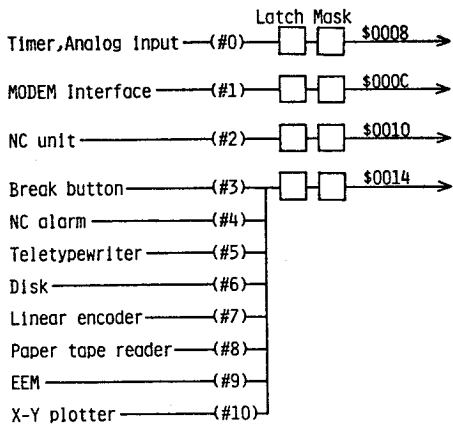 Latch Mask
Timer,Analog input (#0) $0008
MODEM Interface (#1) $000C
NC unit (#2) $0010
Break button (#3) $0014
NC alarm (#4)
Teletypewriter (#5)
Disk (#6)
Linear encoder (#7)
Paper tape reader (#8)
EEM (#9)
X-Y plotter (#10)